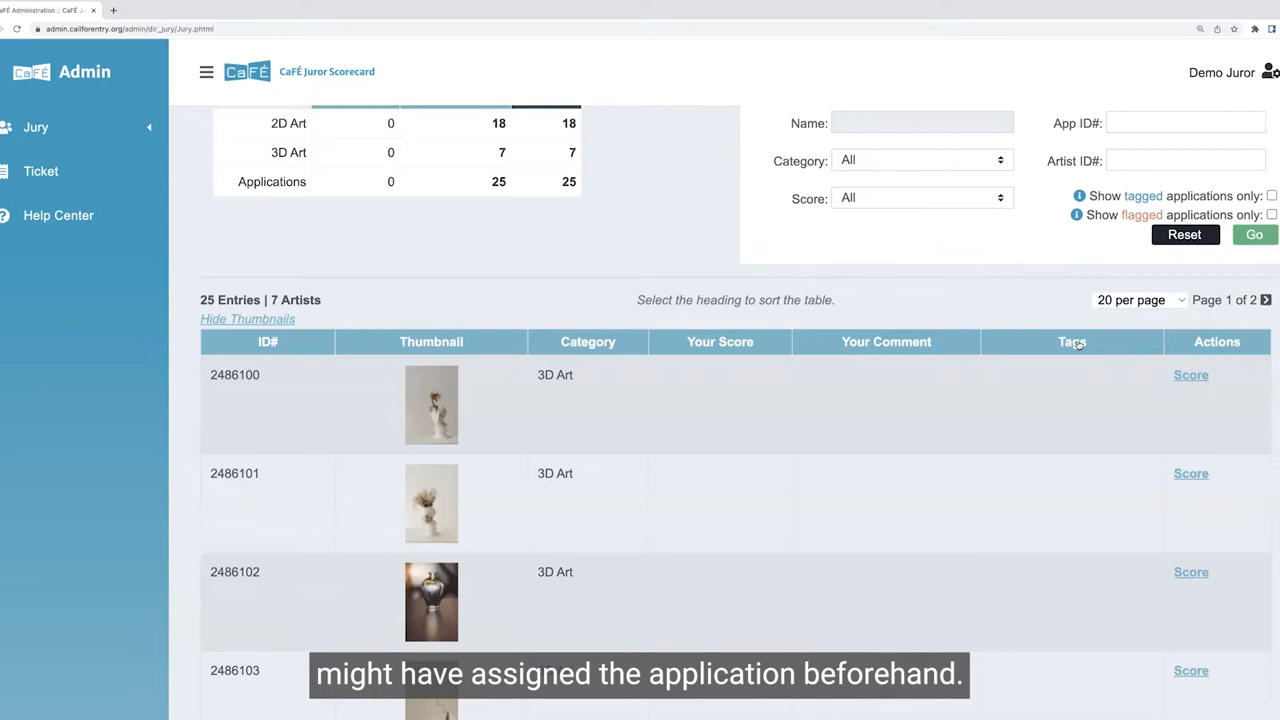 CaFÉ Administration :: CaFÉ Ju
admin.callforentry.org/admin/dir_jury/Jury.phtml
CaFÉ Admin
CaFÉ CaFÉ Juror Scorecard
Demo Juror
Jury
Ticket
Help Center
2D Art 0 18 18
3D Art 0 7 7
Applications 0 25 25
Name:
App ID#:
Category: All
Artist ID#:
Score: All
Show tagged applications only:
Show flagged applications only:
Reset Go
25 Entries | 7 Artists
Select the heading to sort the table.
20 per page Page 1 of 2
Hide Thumbnails
ID# Thumbnail Category Your Score Your Comment Tags Actions
2486100 3D Art Score
2486101 3D Art Score
2486102 3D Art Score
2486103 Score
might have assigned the application beforehand.